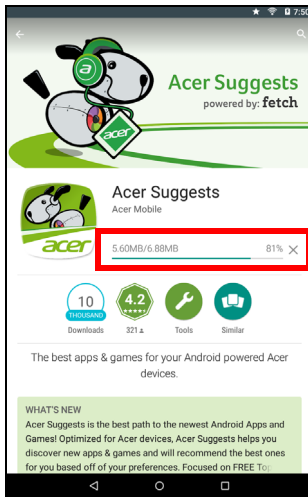 7:50
Acer Suggests
powered by: fetch
a
acer
Acer Suggests
Acer Mobile
acer
5.60MB/6.88MB 81%
10
THOUSAND
4.2
Downloads 321 Tools Similar
The best apps & games for your Android powered Acer
devices.
WHAT'S NEW
Acer Suggests is the best path to the newest Android Apps and
Games! Optimized for Acer devices, Acer Suggests helps you
discover new apps & games and will recommend the best ones
for you based off of your preferences. Focused on FREE Top